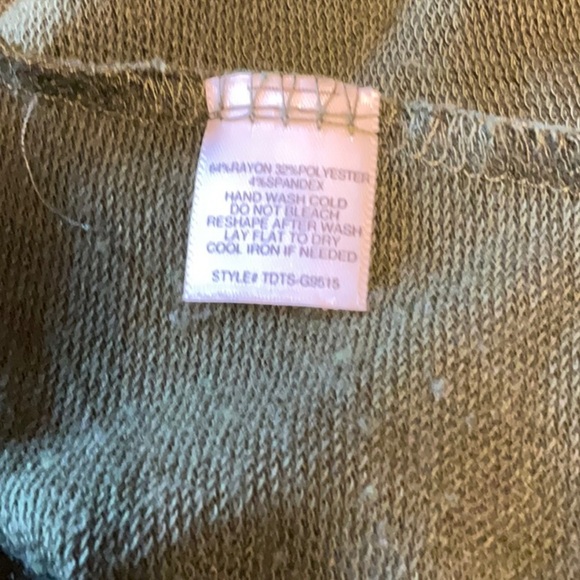 64%RAYON 32%POLYESTER
4%SPANDEX
HAND WASH COLD
DO NOT BLEACH
RESHAPE AFTER WASH
LAY FLAT TO DRY
COOL IRON IF NEEDED
STYLE# TDTS-G9515